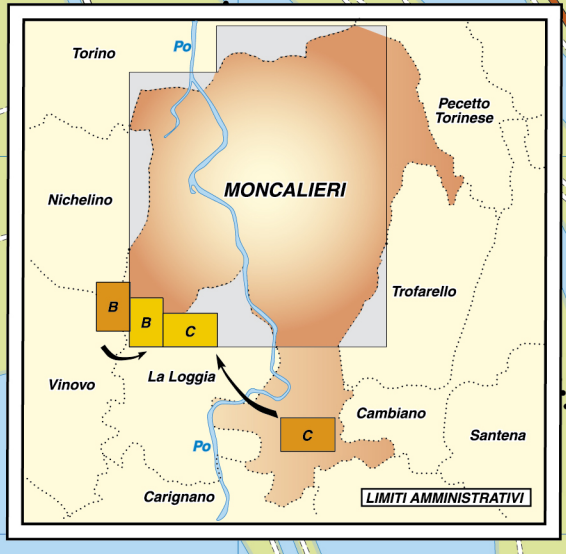 Torino
Po
Pecetto
Torinese
MONCALIERI
Nichelino
Trofarello
B
B
C
La Loggia
Vinovo
Cambiano
C
Santena
Po
Carignano
LIMITI AMMINISTRATIVI